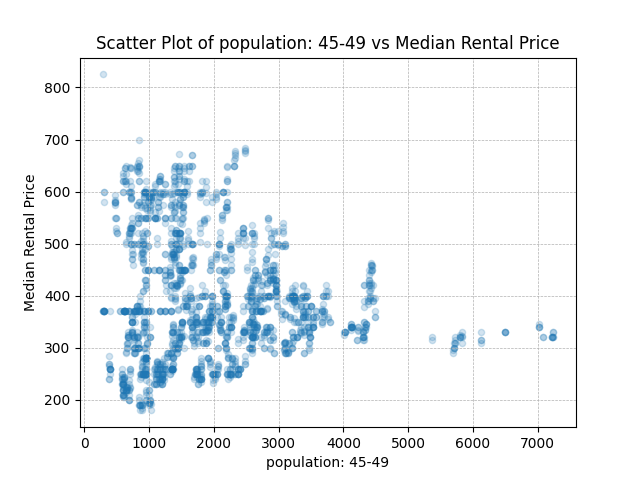 Scatter Plot of population: 45-49 vs Median Rental Price
Median Rental Price
800
700
600
500
400
300
200
0 1000 2000 3000 4000 5000 6000 7000
population: 45-49